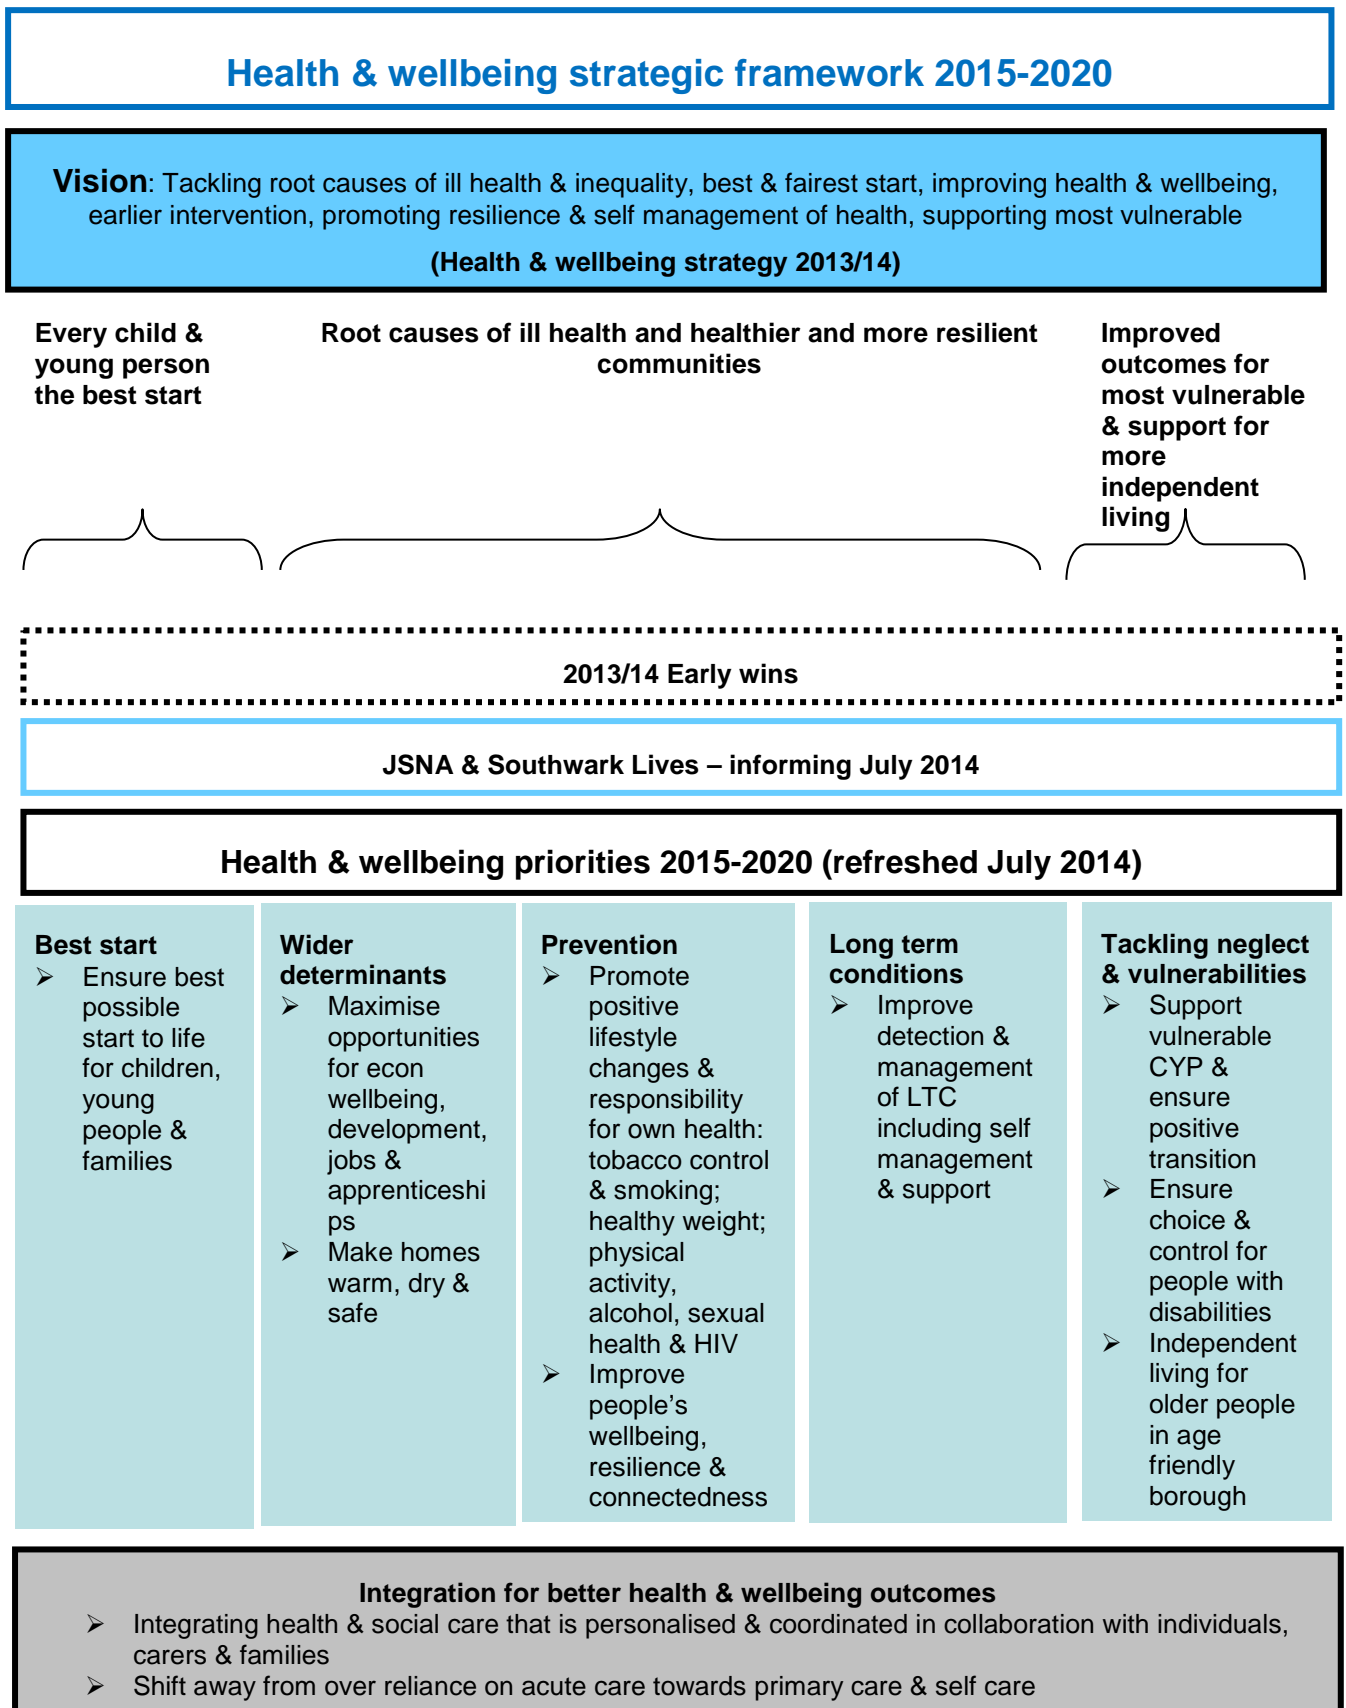 Health & wellbeing strategic framework 2015-2020
Vision: Tackling root causes of ill health & inequality, best & fairest start, improving health & wellbeing,
earlier intervention, promoting resilience & self management of health, supporting most vulnerable
(Health & wellbeing strategy 2013/14)
Every child &
young person
the best start
Root causes of ill health and healthier and more resilient
communities
Improved
outcomes for
most vulnerable
& support for
more
independent
living
2013/14 Early wins
JSNA & Southwark Lives – informing July 2014
Health & wellbeing priorities 2015-2020 (refreshed July 2014)
Best start
➢ Ensure best
possible
start to life
for children,
young
people &
families
Wider
determinants
➢ Maximise
opportunities
for econ
wellbeing,
development,
jobs &
apprenticeshi
ps
➢ Make homes
warm, dry &
safe
Prevention
➢ Promote
positive
lifestyle
changes &
responsibility
for own health:
tobacco control
& smoking;
healthy weight;
physical
activity,
alcohol, sexual
health & HIV
➢ Improve
people’s
wellbeing,
resilience &
connectedness
Long term
conditions
➢ Improve
detection &
management
of LTC
including self
management
& support
Tackling neglect
& vulnerabilities
➢ Support
vulnerable
CYP &
ensure
positive
transition
➢ Ensure
choice &
control for
people with
disabilities
➢ Independent
living for
older people
in age
friendly
borough
Integration for better health & wellbeing outcomes
➢ Integrating health & social care that is personalised & coordinated in collaboration with individuals,
carers & families
➢ Shift away from over reliance on acute care towards primary care & self care